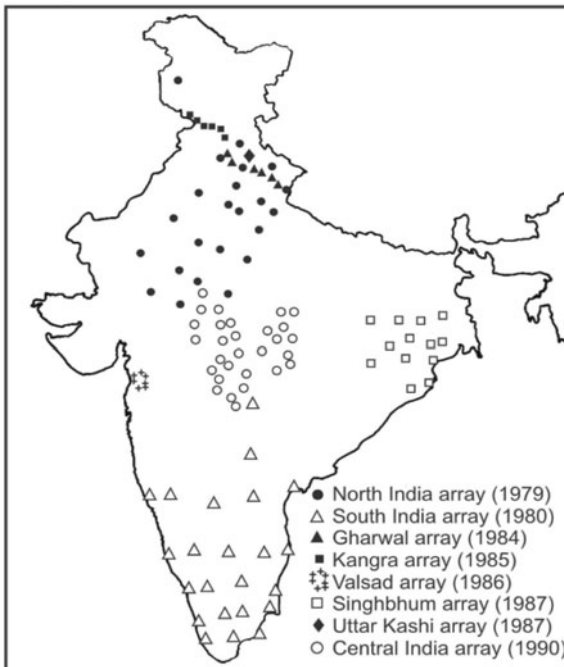 North India array (1979)
South India array (1980)
Gharwal array (1984)
Kangra array (1985)
Valsad array (1986)
Singhbhum array (1987)
Uttar Kashi array (1987)
Central India array (1990)